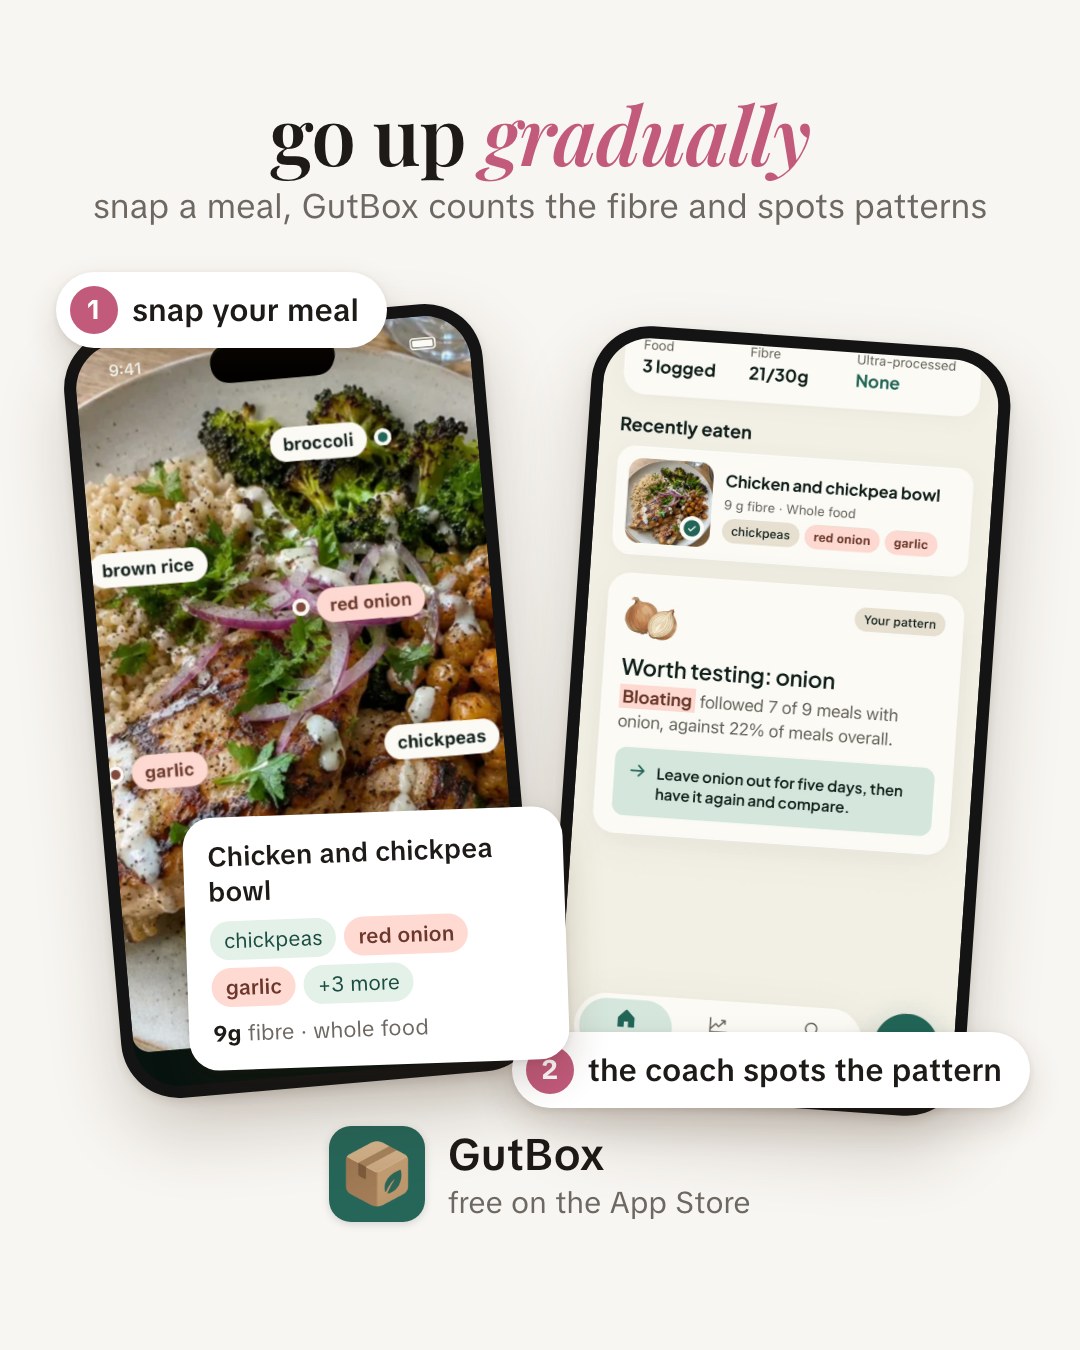 go up gradually
snap a meal, GutBox counts the fibre and spots patterns
1 snap your meal
9:41
broccoli
brown rice
red onion
chickpeas
garlic
Chicken and chickpea
bowl
chickpeas red onion
garlic +3 more
9g fibre · whole food
Food Fibre Ultra-processed
3 logged 21/30g None
Recently eaten
Chicken and chickpea bowl
9 g fibre · Whole food
chickpeas red onion garlic
Your pattern
Worth testing: onion
Bloating followed 7 of 9 meals with
onion, against 22% of meals overall.
→ Leave onion out for five days, then
have it again and compare.
2 the coach spots the pattern
GutBox
free on the App Store